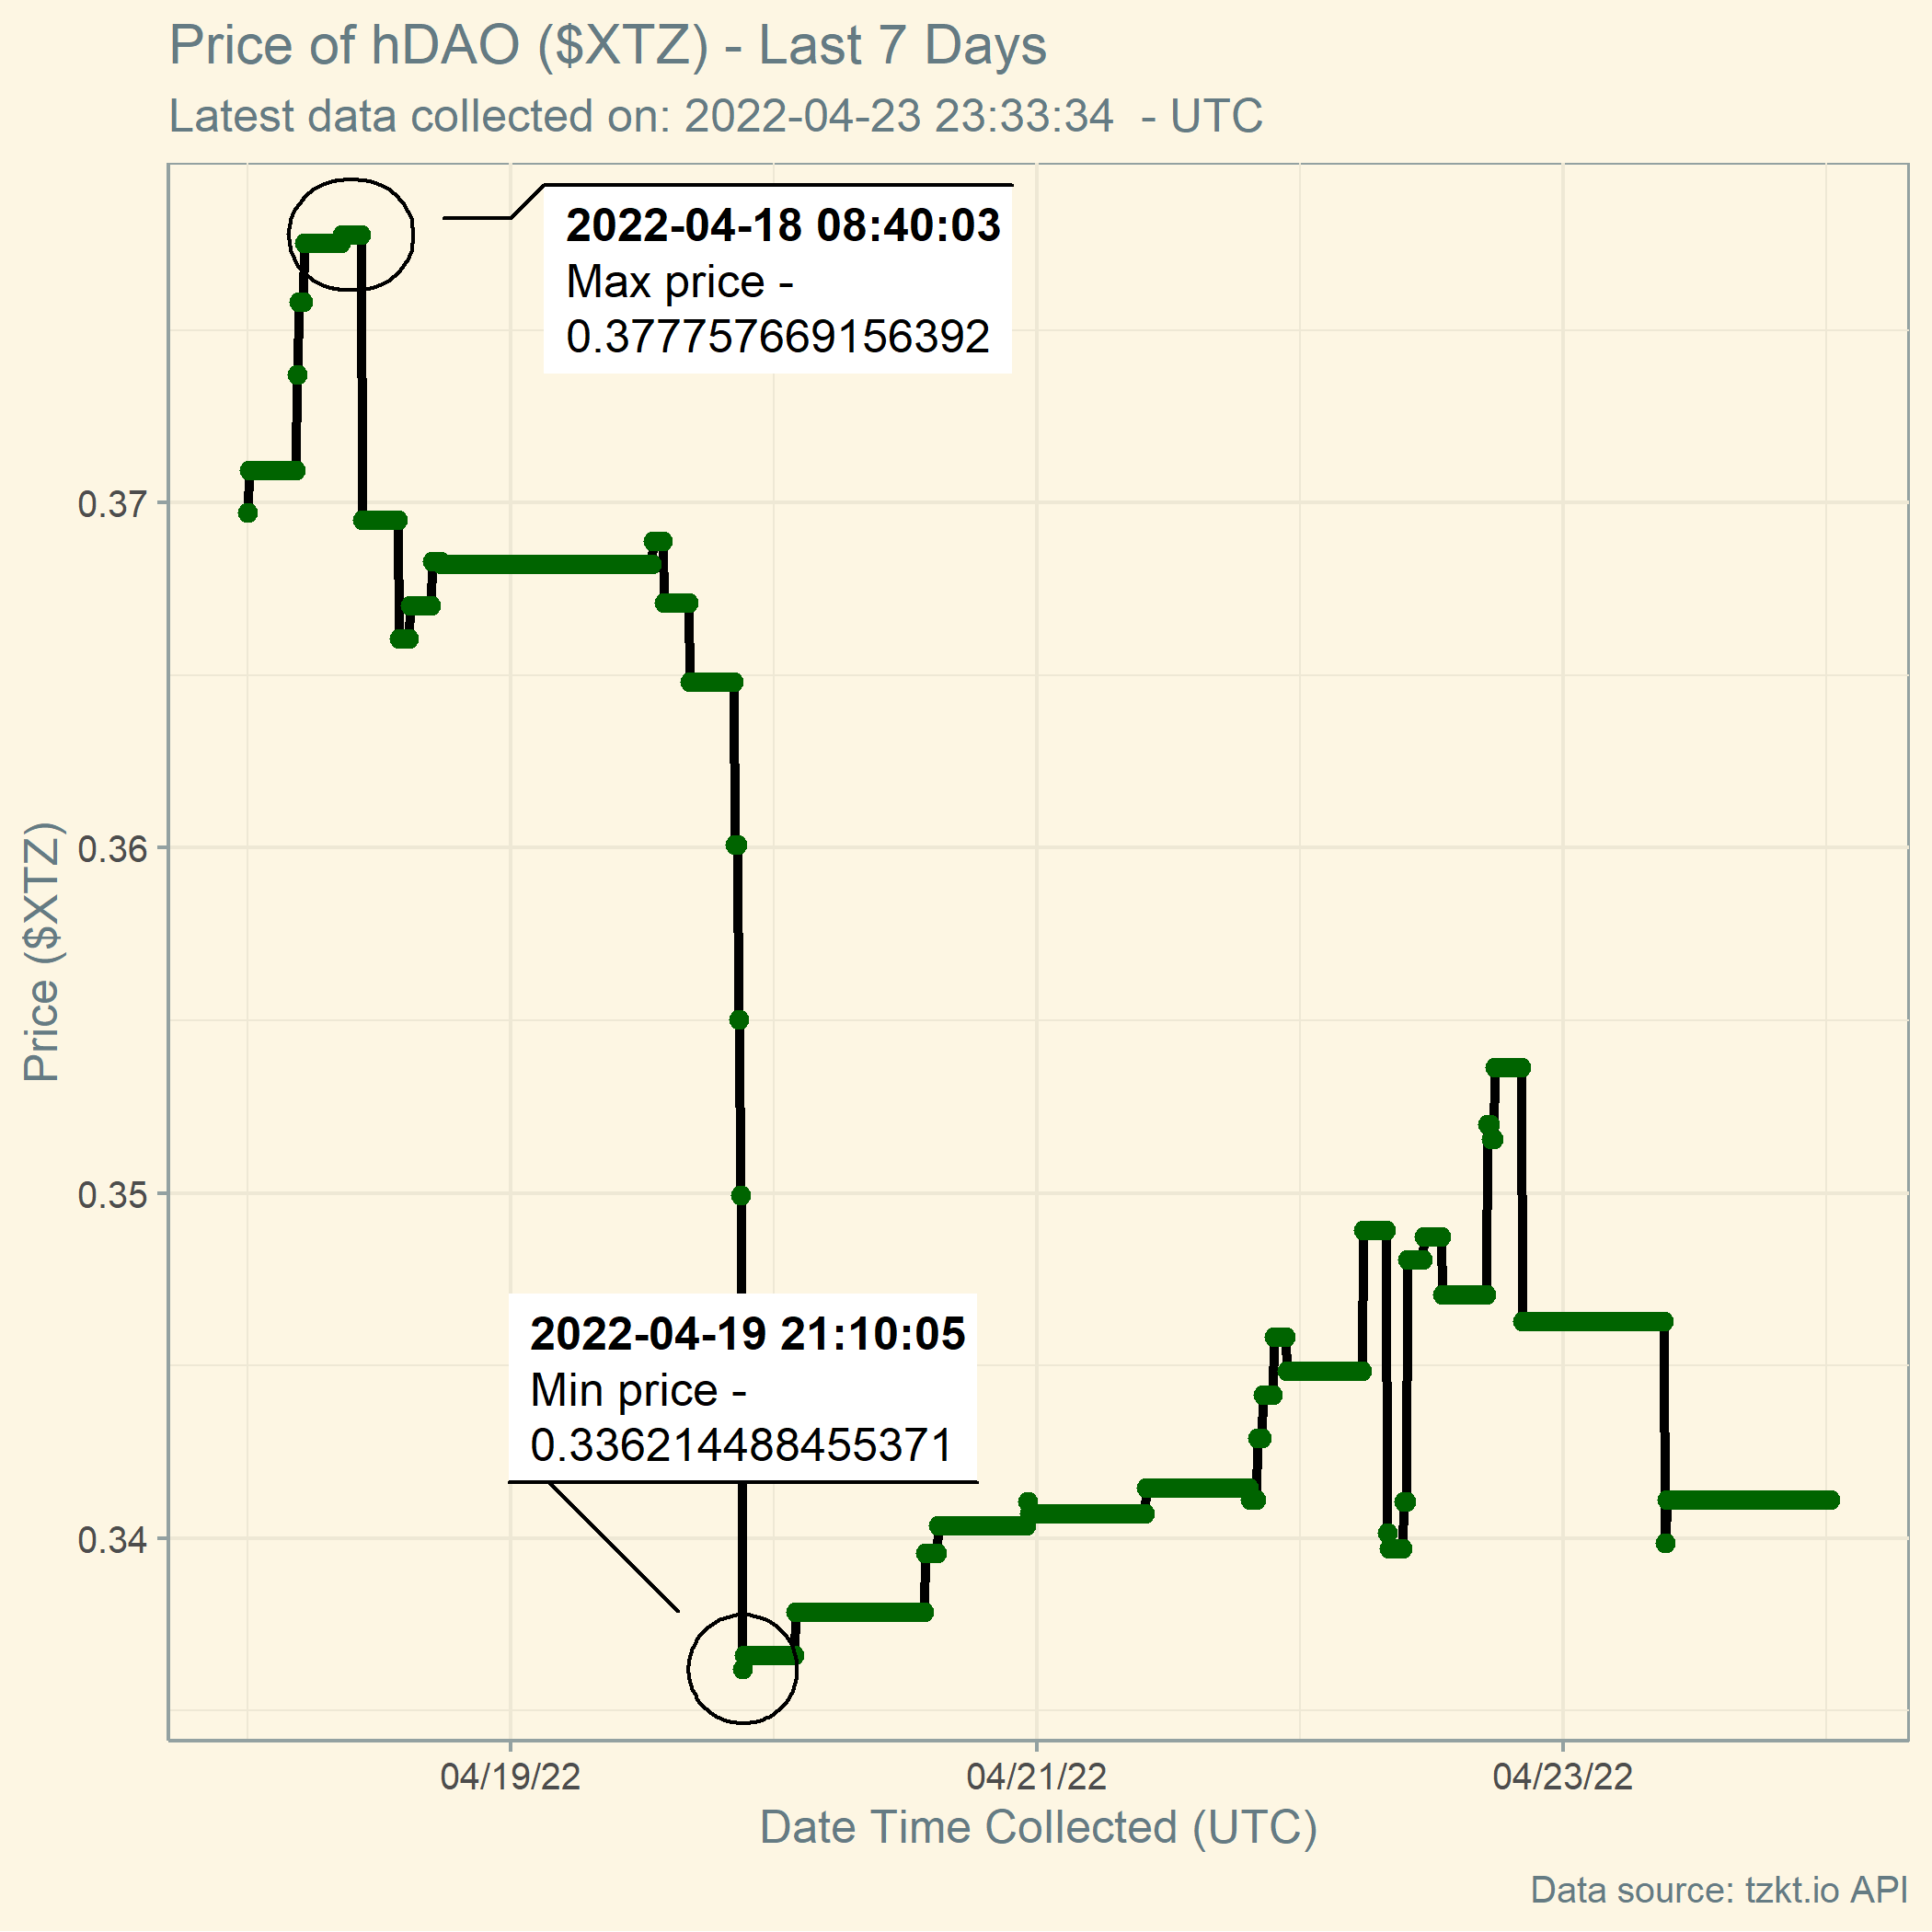 Price of hDAO ($XTZ) - Last 7 Days
Latest data collected on: 2022-04-23 23:33:34  - UTC
2022-04-18 08:40:03
Max price -
0.377757669156392
0.37
0.36
0.35
0.34
Price ($XTZ)
2022-04-19 21:10:05
Min price -
0.336214488455371
04/19/22
04/21/22
04/23/22
Date Time Collected (UTC)
Data source: tzkt.io API